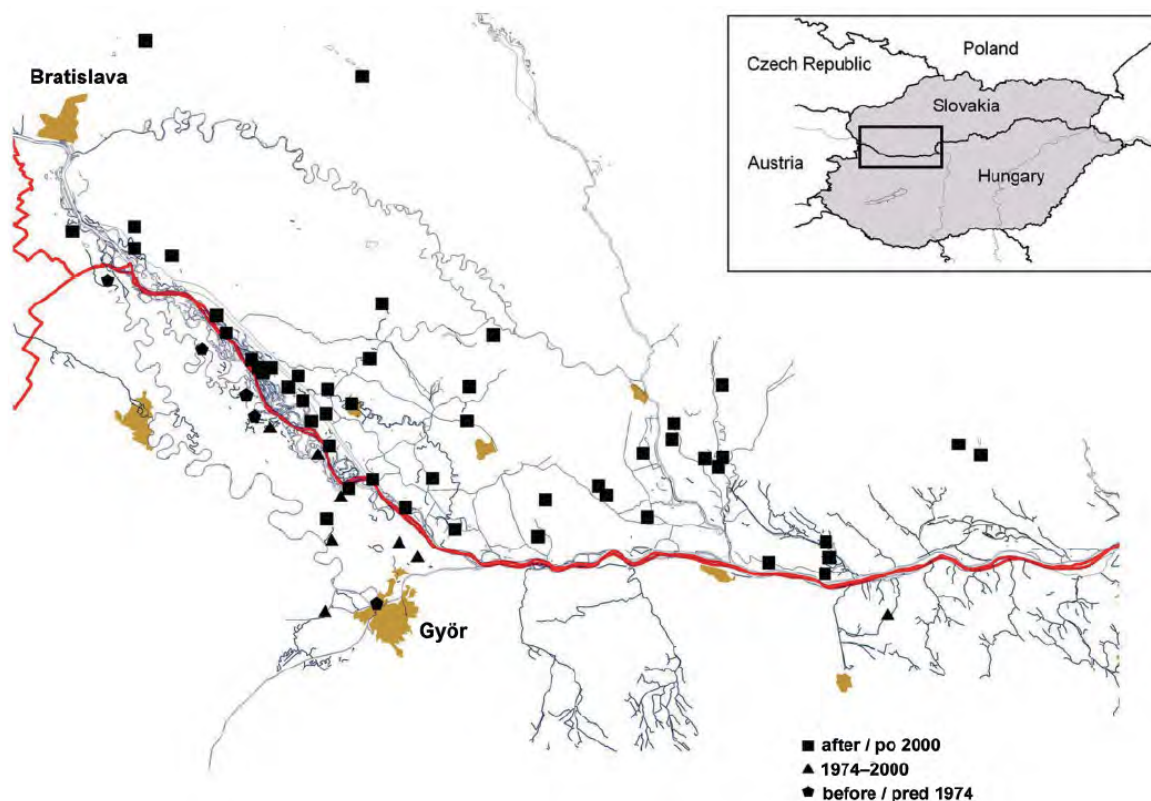 Bratislava
Györ
Poland
Czech Republic
Slovakia
Austria
Hungary
after / po 2000
1974–2000
before / pred 1974